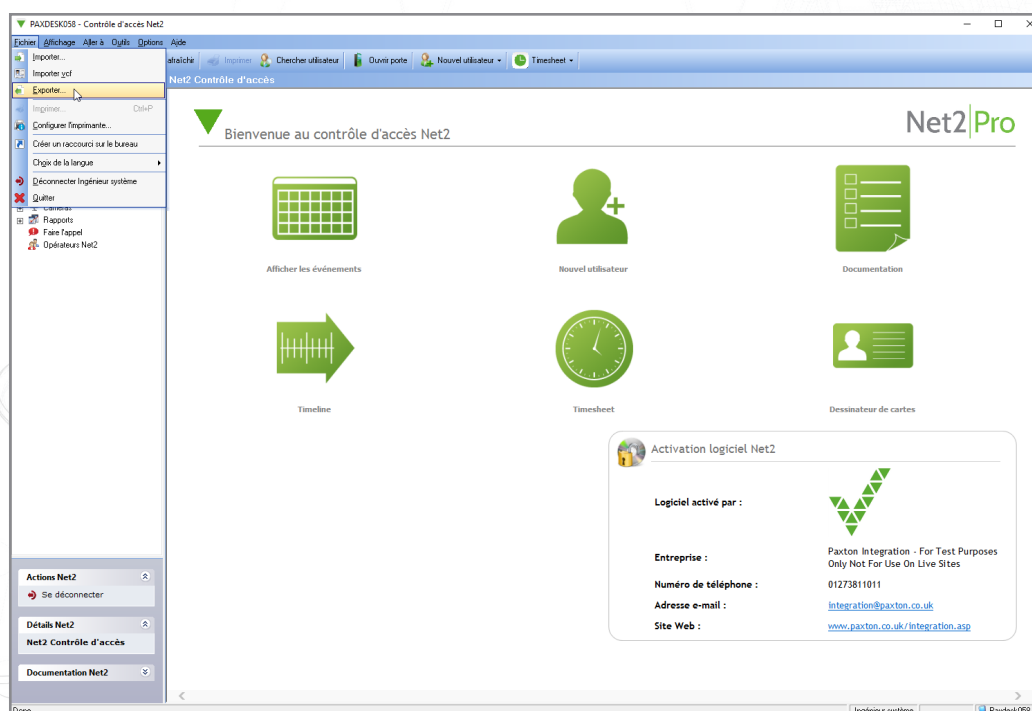 PAXDESK058 - Contrôle d'accès Net2
Fichier Affichage Aller à Outils Options Aide
Importer...
Importer vcf
Exporter...
Imprimer... Ctrl+P
Configurer l'imprimante...
Créer un raccourci sur le bureau
Choix de la langue
Déconnecter Ingénieur système
Quitter
afraîchir Imprimer Chercher utilisateur Ouvrir porte Nouvel utilisateur Timesheet
Net2 Contrôle d'accès
Caméras
Rapports
Faire l'appel
Opérateurs Net2
Bienvenue au contrôle d'accès Net2
Net2 Pro
Afficher les événements
Nouvel utilisateur
Documentation
Timeline
Timesheet
Dessinateur de cartes
Activation logiciel Net2
Logiciel activé par :
Entreprise : Paxton Integration - For Test Purposes
Only Not For Use On Live Sites
Numéro de téléphone : 01273811011
Adresse e-mail : integration@paxton.co.uk
Site Web : www.paxton.co.uk/integration.asp
Actions Net2
Se déconnecter
Détails Net2
Net2 Contrôle d'accès
Documentation Net2
Done
Ingénieur système
Paxdesk058